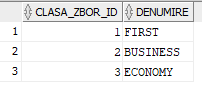 CLASA_ZBOR_ID DENUMIRE
1 1 FIRST
2 2 BUSINESS
3 3 ECONOMY